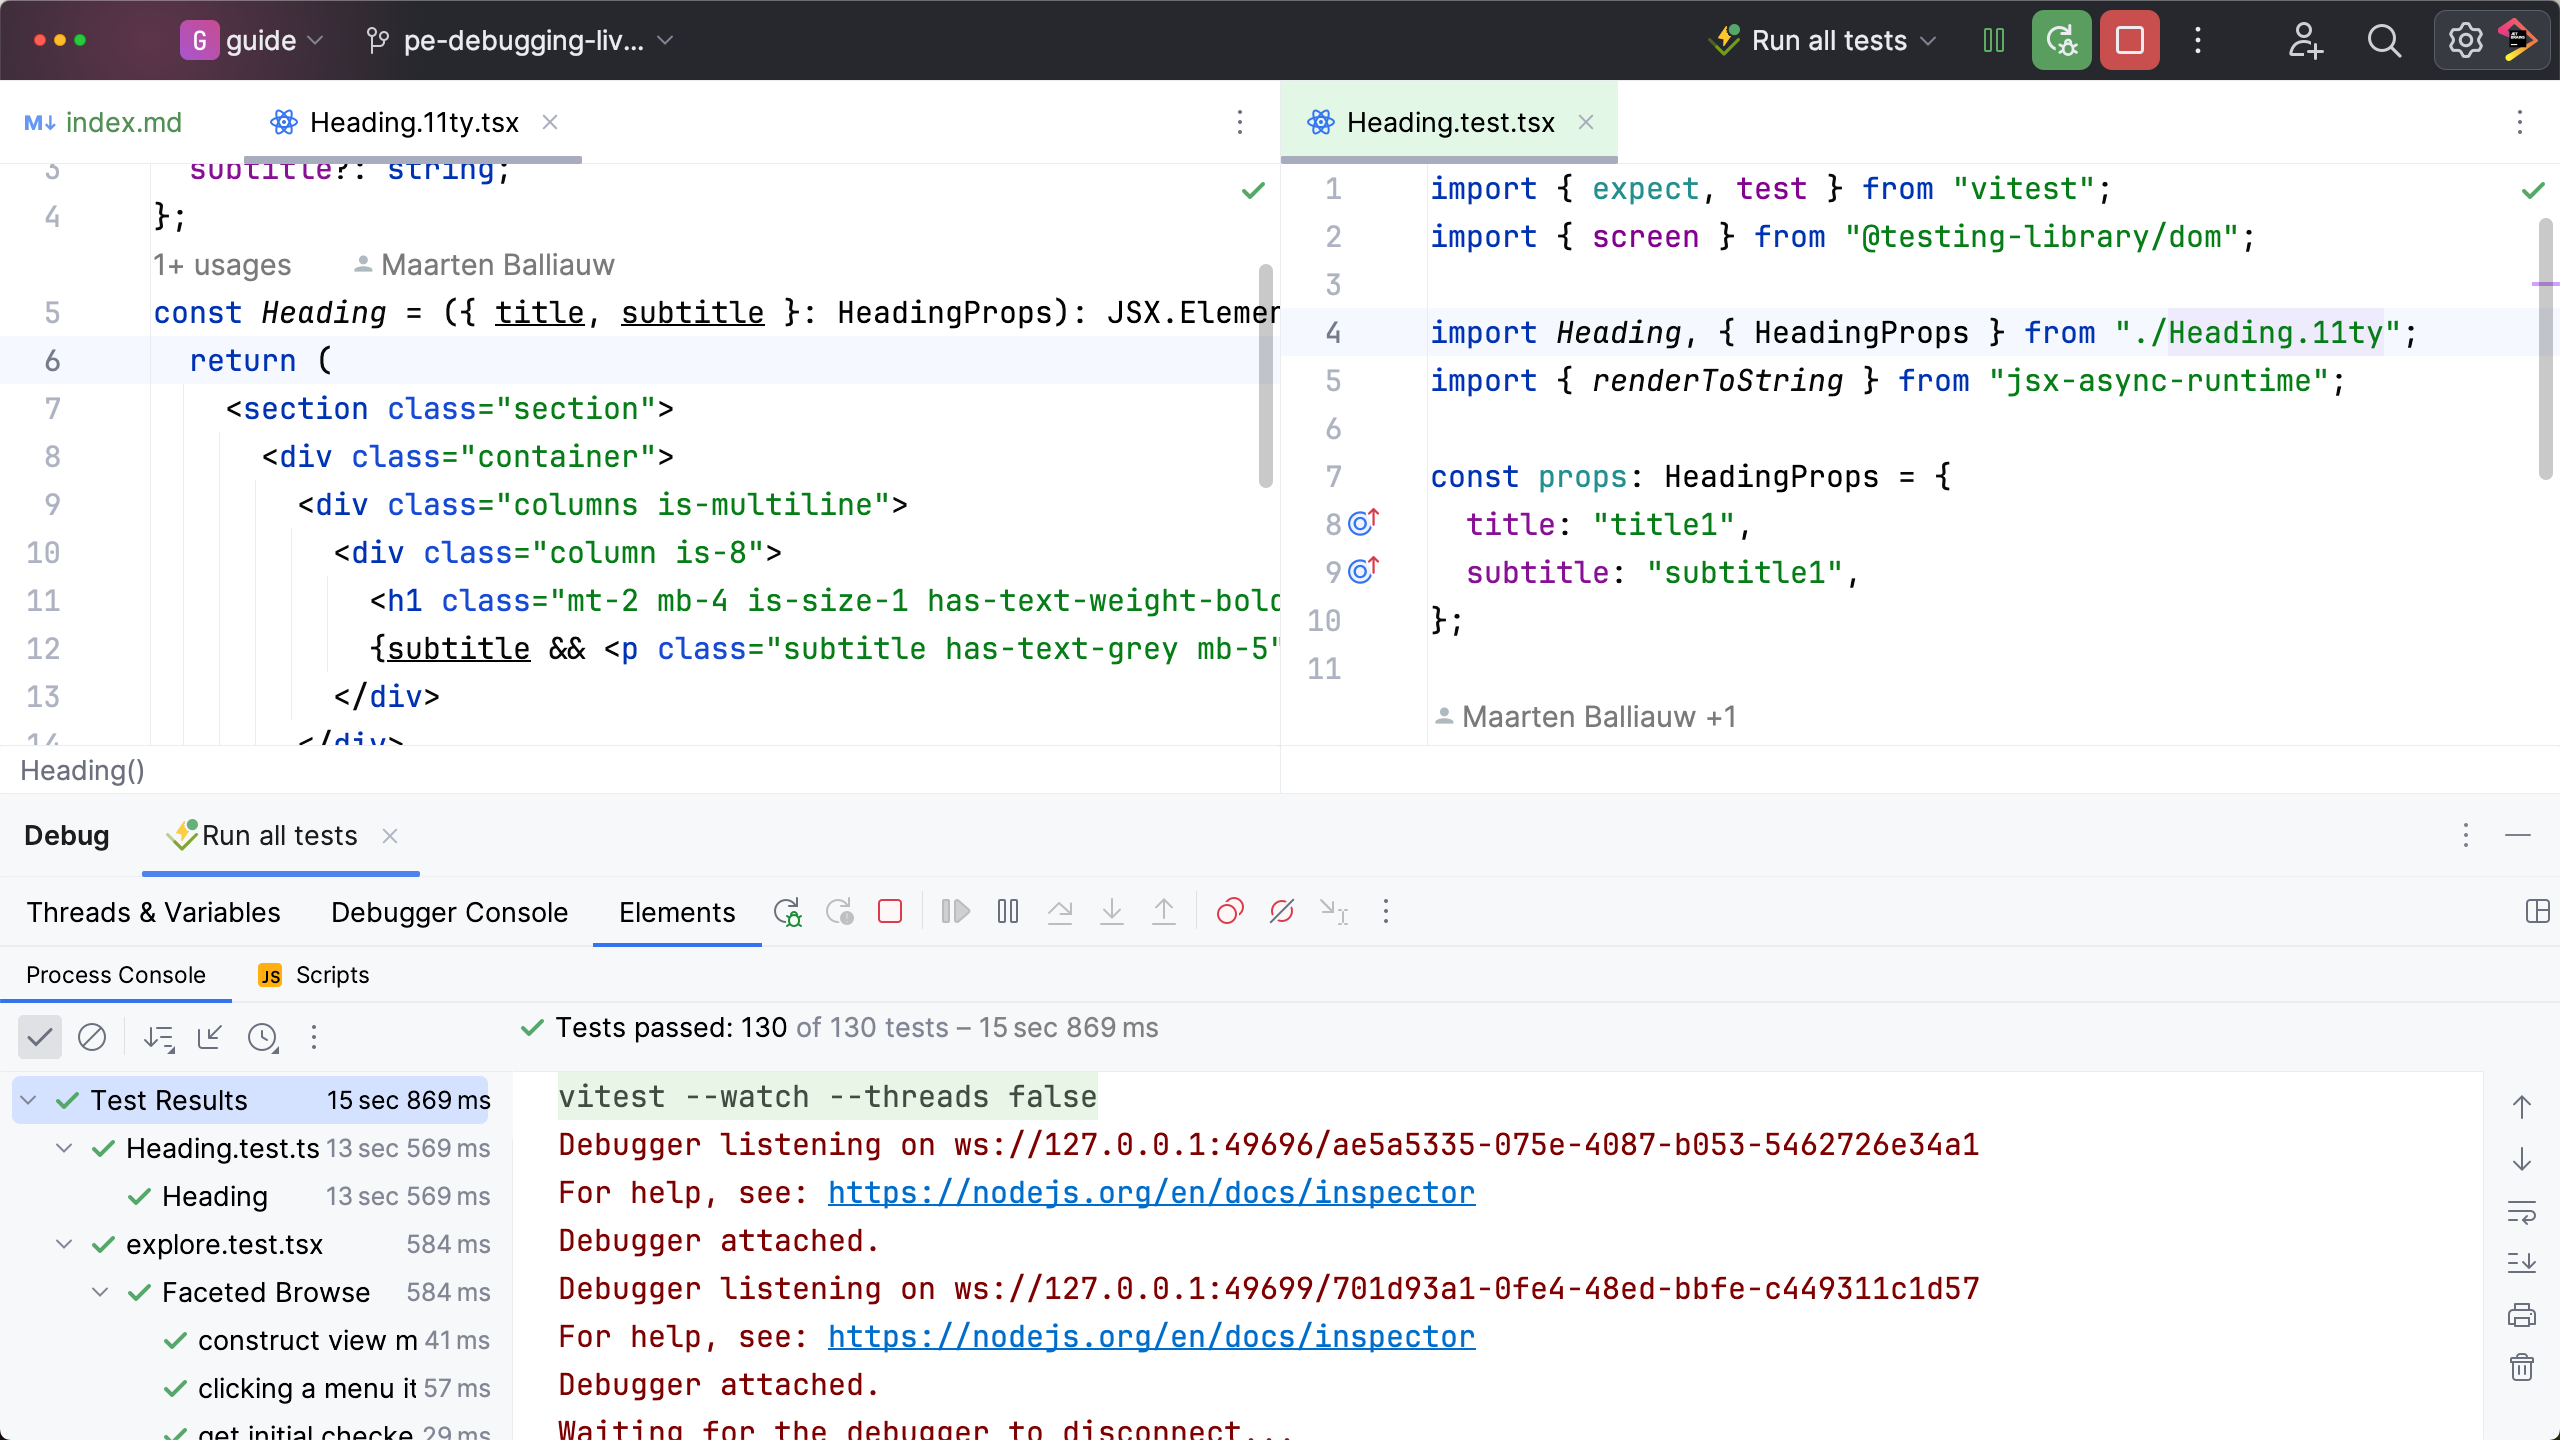 G guide pe-debugging-liv... Run all tests
index.md Heading.11ty.tsx
3 subtitle?: string;
4 };
1+ usages Maarten Balliauw
5 const Heading = ({ title, subtitle }: HeadingProps): JSX.Elemen
6 return (
7 <section class="section">
8 <div class="container">
9 <div class="columns is-multiline">
10 <div class="column is-8">
11 <h1 class="mt-2 mb-4 is-size-1 has-text-weight-bold
12 {subtitle && <p class="subtitle has-text-grey mb-5"
13 </div>
14 </div>
Heading()
Heading.test.tsx
1 import { expect, test } from "vitest";
2 import { screen } from "@testing-library/dom";
3
4 import Heading, { HeadingProps } from "./Heading.11ty";
5 import { renderToString } from "jsx-async-runtime";
6
7 const props: HeadingProps = {
8 title: "title1",
9 subtitle: "subtitle1",
10 };
11
Maarten Balliauw +1
Debug Run all tests
Threads & Variables Debugger Console Elements
Process Console JS Scripts
Tests passed: 130 of 130 tests – 15 sec 869 ms
Test Results 15 sec 869 ms
Heading.test.ts 13 sec 569 ms
Heading 13 sec 569 ms
explore.test.tsx 584 ms
Faceted Browse 584 ms
construct view m 41 ms
clicking a menu it 57 ms
get initial checke 29 ms
vitest --watch --threads false
Debugger listening on ws://127.0.0.1:49696/ae5a5335-075e-4087-b053-5462726e34a1
For help, see: https://nodejs.org/en/docs/inspector
Debugger attached.
Debugger listening on ws://127.0.0.1:49699/701d93a1-0fe4-48ed-bbfe-c449311c1d57
For help, see: https://nodejs.org/en/docs/inspector
Debugger attached.
Waiting for the debugger to disconnect...